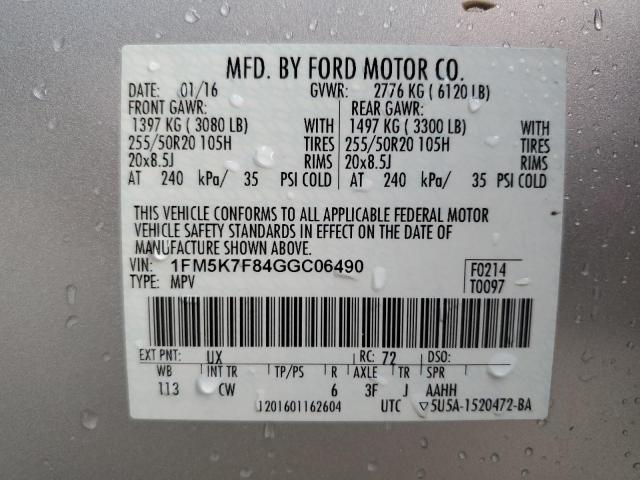 MFD. BY FORD MOTOR CO.
DATE: 01/16 GVWR: 2776 KG ( 6120 LB)
FRONT GAWR: REAR GAWR:
1397 KG ( 3080 LB) WITH 1497 KG ( 3300 LB) WITH
255/50R20 105H TIRES 255/50R20 105H TIRES
20x8.5J RIMS 20x8.5J RIMS
AT 240 kPa/ 35 PSI COLD AT 240 kPa/ 35 PSI COLD
THIS VEHICLE CONFORMS TO ALL APPLICABLE FEDERAL MOTOR
VEHICLE SAFETY STANDARDS IN EFFECT ON THE DATE OF
MANUFACTURE SHOWN ABOVE.
VIN: 1FM5K7F84GGC06490 F0214
TYPE: MPV T0097
EXT PNT: UX RC: 72 DSO:
WB INT TR TP/PS R AXLE TR SPR
113 CW 6 3F J AAHH
1201601162604 UTC ▽5U5A-1520472-BA